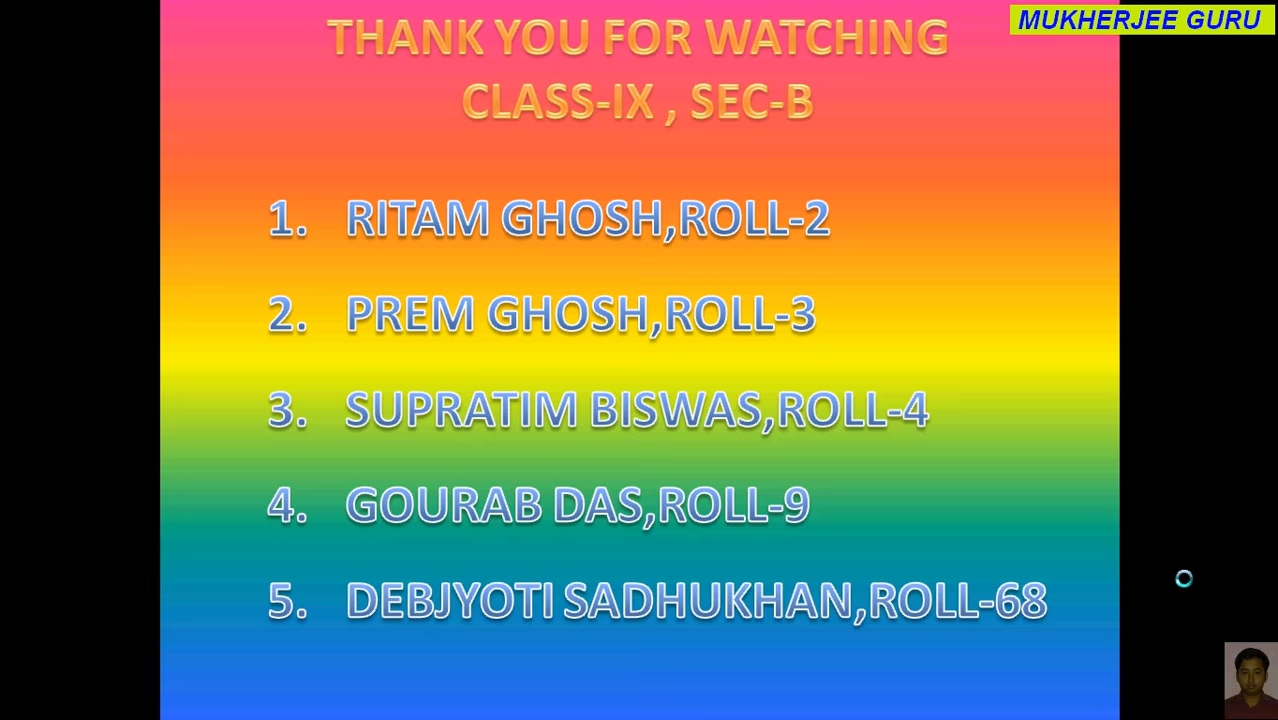 MUKHERJEE GURU
THANK YOU FOR WATCHING
CLASS-IX , SEC-B
1. RITAM GHOSH,ROLL-2
2. PREM GHOSH,ROLL-3
3. SUPRATIM BISWAS,ROLL-4
4. GOURAB DAS,ROLL-9
5. DEBJYOTI SADHUKHAN,ROLL-68